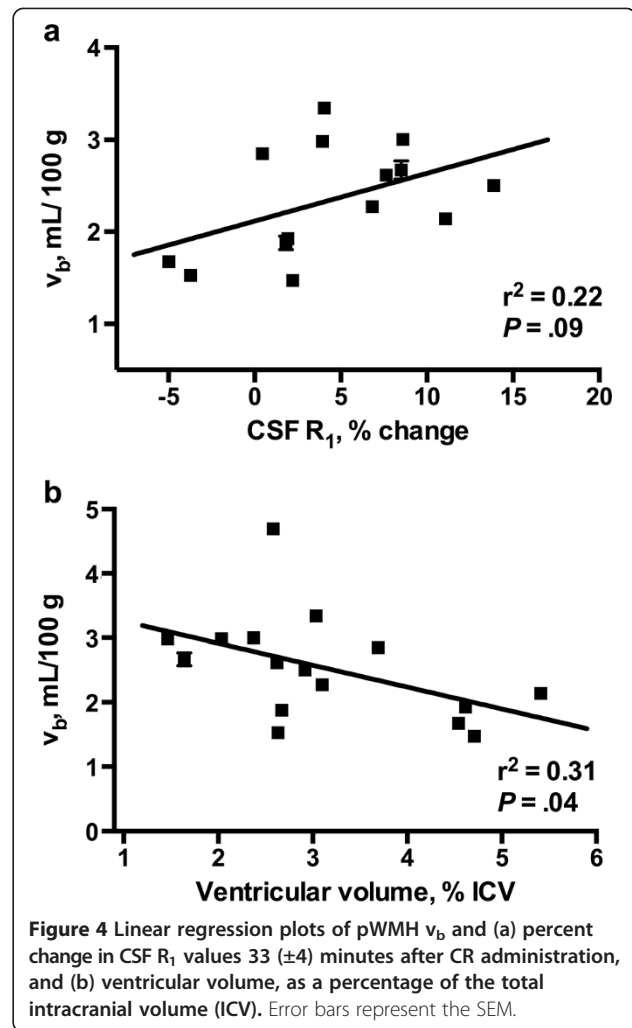 a
4
3
2
1
v_b, mL/100 g
r² = 0.22
P = .09
-5 0 5 10 15 20
CSF R₁, % change
b
5
4
3
2
1
0
v_b, mL/100 g
r² = 0.31
P = .04
1 2 3 4 5 6
Ventricular volume, % ICV
Figure 4 Linear regression plots of pWMH v_b and (a) percent
change in CSF R₁ values 33 (±4) minutes after CR administration,
and (b) ventricular volume, as a percentage of the total
intracranial volume (ICV). Error bars represent the SEM.